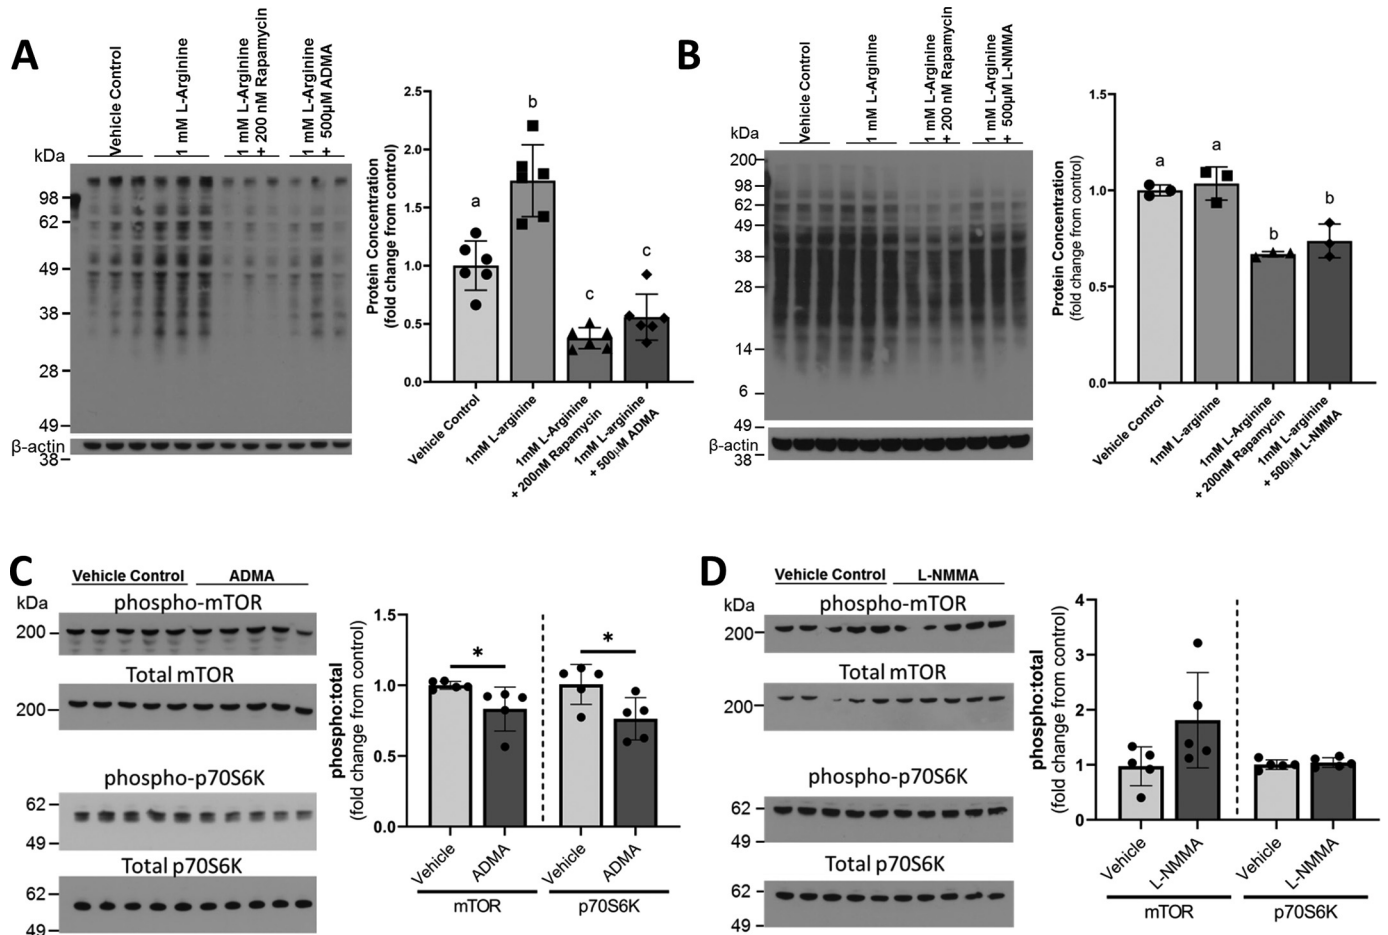 A
Vehicle Control
1 mM L-Arginine
1 mM L-Arginine
+ 200 nM Rapamycin
1 mM L-Arginine
+ 500µM ADMA
kDa
98
62
49
38
28
49
β-actin
38
Protein Concentration
(fold change from control)
2.5
2.0
1.5
1.0
0.5
0.0
a
b
c
c
Vehicle Control
1mM L-arginine
1mM L-Arginine
+ 200nM Rapamycin
1mM L-arginine
+ 500µM ADMA
B
Vehicle Control
1 mM L-Arginine
1 mM L-Arginine
+ 200 nM Rapamycin
1 mM L-Arginine
+ 500µM L-NMMA
kDa
200
98
62
49
38
28
14
6
49
β-actin
38
Protein Concentration
(fold change from control)
1.5
1.0
0.5
0.0
a
a
b
b
Vehicle Control
1mM L-arginine
1mM L-Arginine
+ 200nM Rapamycin
1mM L-arginine
+ 500µM L-NMMA
C
Vehicle Control ADMA
kDa
phospho-mTOR
200
Total mTOR
200
phospho-p70S6K
62
49
Total p70S6K
62
49
phospho:total
(fold change from control)
1.5
1.0
0.5
0.0
*
*
Vehicle
ADMA
Vehicle
ADMA
mTOR
p70S6K
D
Vehicle Control L-NMMA
kDa
phospho-mTOR
200
Total mTOR
200
phospho-p70S6K
62
49
Total p70S6K
62
49
phospho:total
(fold change from control)
4
3
2
1
0
Vehicle
L-NMMA
Vehicle
L-NMMA
mTOR
p70S6K